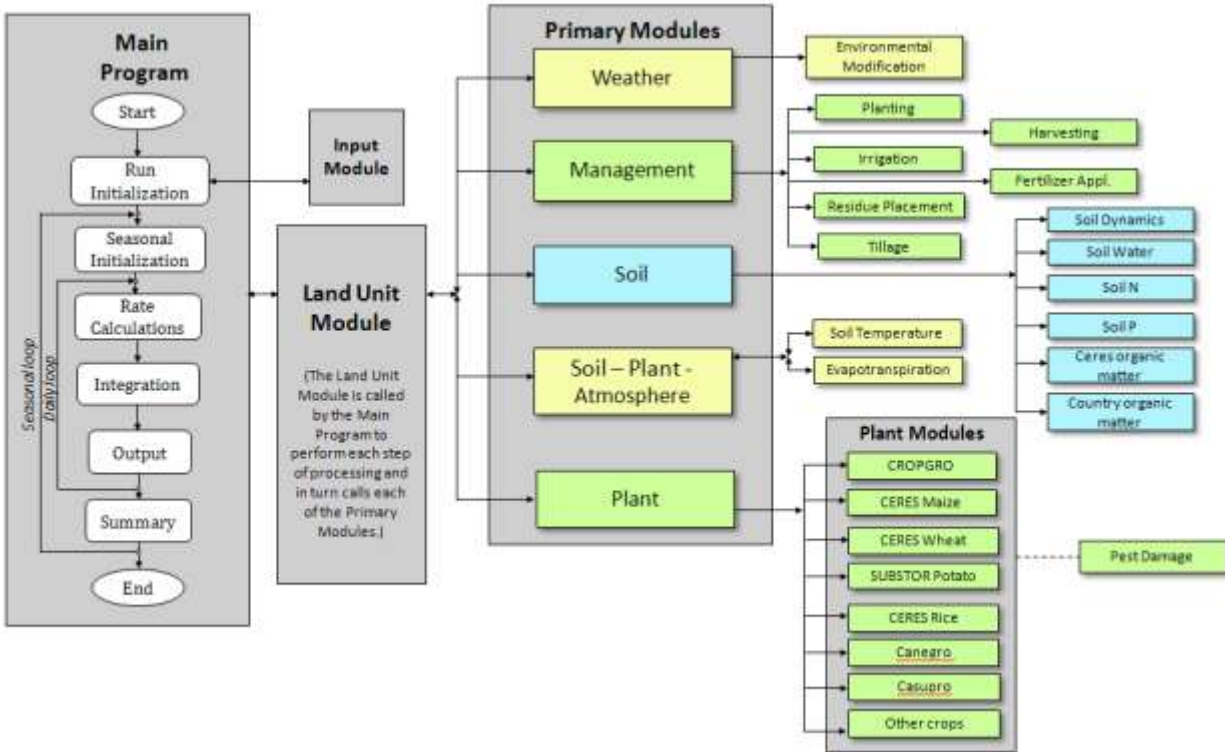 Main
Program
Start
Run
Initialization
Seasonal
Initialization
Rate
Calculations
Integration
Output
Summary
End
Seasonal loop
Daily loop
Input
Module
Land Unit
Module
(The Land Unit
Module is called
by the Main
Program to
perform each step
of processing and
in turn calls each
of the Primary
Modules.)
Primary Modules
Weather
Management
Soil
Soil – Plant -
Atmosphere
Plant
Environmental
Modification
Planting
Harvesting
Irrigation
Fertilizer Appl.
Residue Placement
Tillage
Soil Dynamics
Soil Water
Soil N
Soil P
Ceres organic
matter
Country organic
matter
Soil Temperature
Evapotranspiration
Plant Modules
CROPGRO
CERES Maize
CERES Wheat
SUBSTOR Potato
CERES Rice
Canegro
Casupro
Other crops
Pest Damage